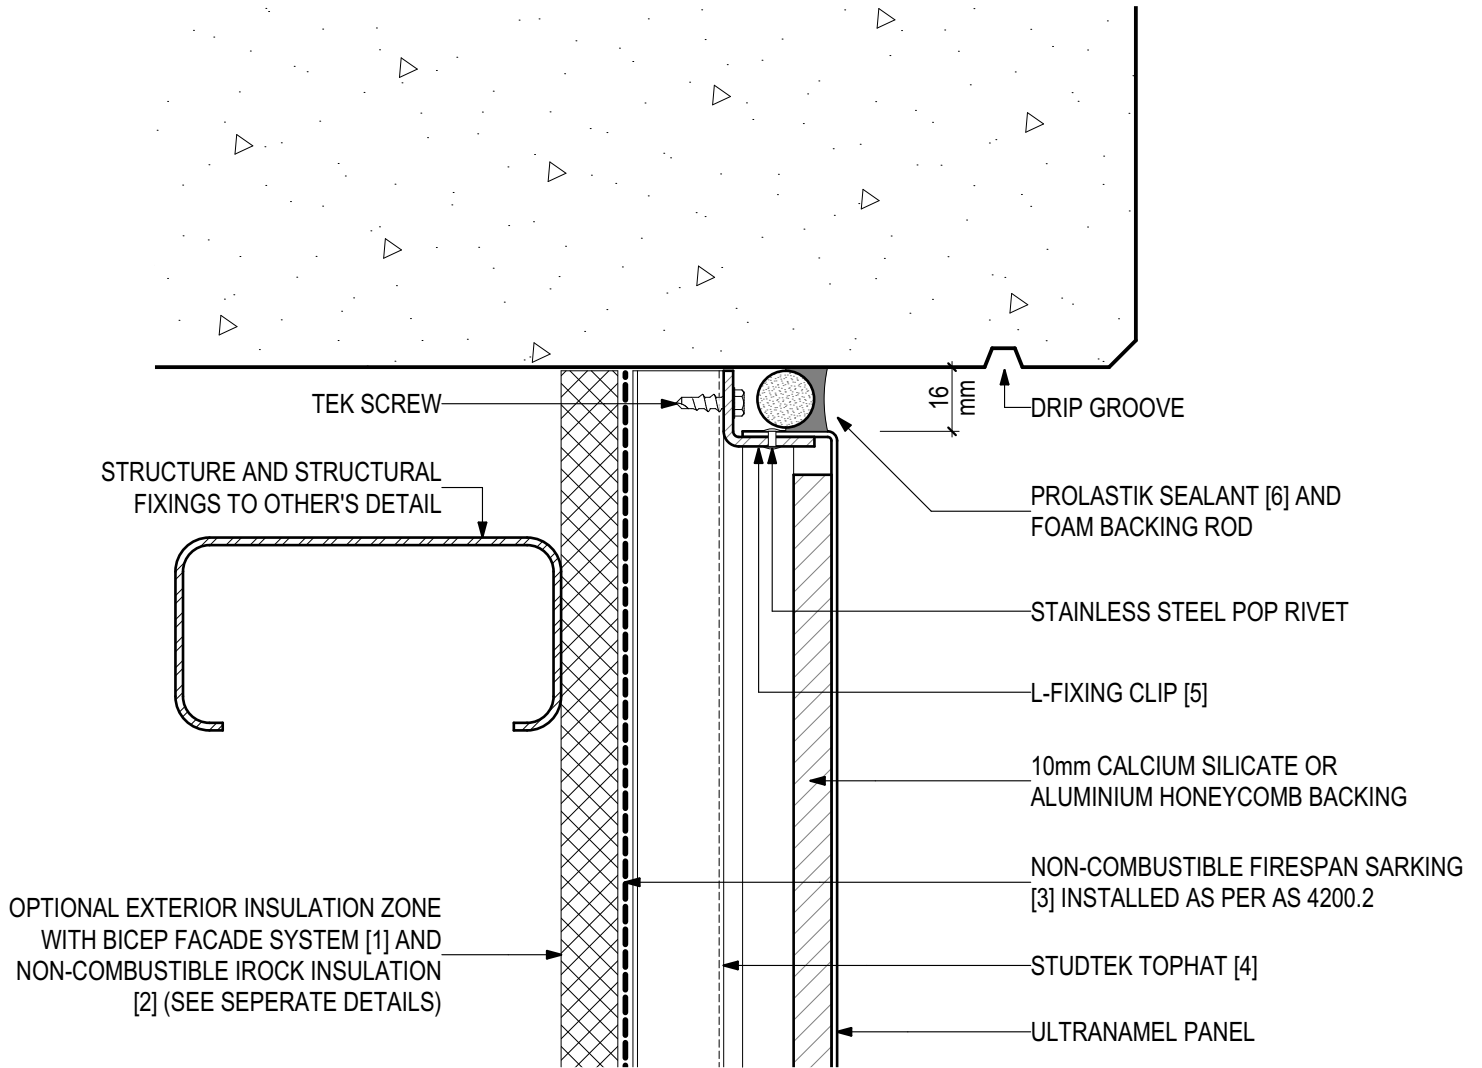 TEK SCREW
STRUCTURE AND STRUCTURAL
FIXINGS TO OTHER'S DETAIL
OPTIONAL EXTERIOR INSULATION ZONE
WITH BICEP FACADE SYSTEM [1] AND
NON-COMBUSTIBLE IROCK INSULATION
[2] (SEE SEPERATE DETAILS)
16
mm
DRIP GROOVE
PROLASTIK SEALANT [6] AND
FOAM BACKING ROD
STAINLESS STEEL POP RIVET
L-FIXING CLIP [5]
10mm CALCIUM SILICATE OR
ALUMINIUM HONEYCOMB BACKING
NON-COMBUSTIBLE FIRESPAN SARKING
[3] INSTALLED AS PER AS 4200.2
STUDTEK TOPHAT [4]
ULTRANAMEL PANEL